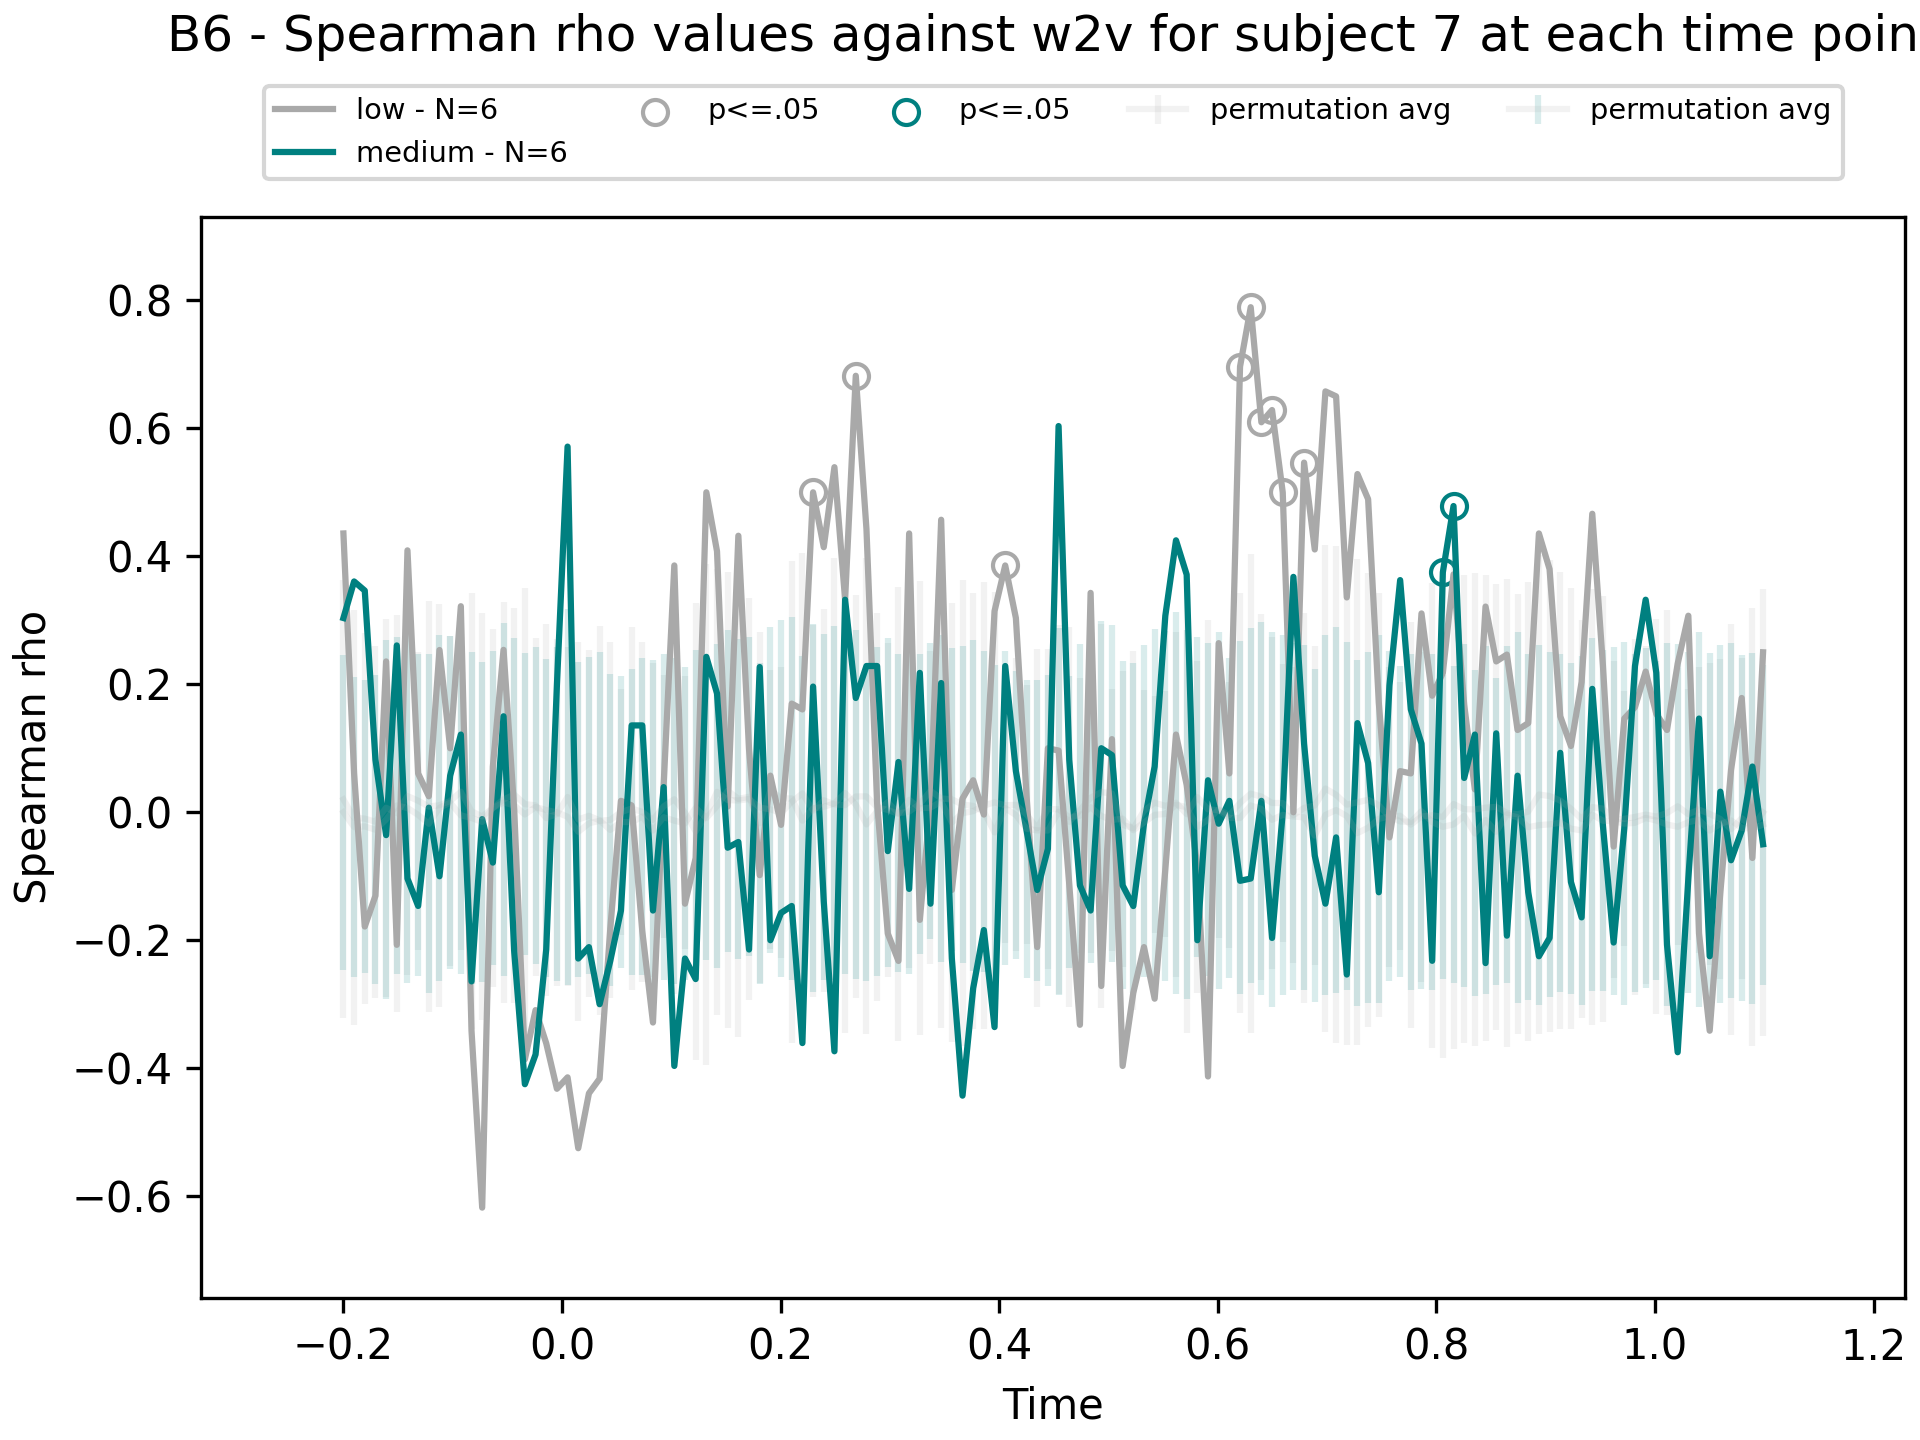 B6 - Spearman rho values against w2v for subject 7 at each time poin
low - N=6
medium - N=6
p<=.05
p<=.05
permutation avg
permutation avg
Spearman rho
0.8
0.6
0.4
0.2
0.0
−0.2
−0.4
−0.6
−0.2 0.0 0.2 0.4 0.6 0.8 1.0 1.2
Time